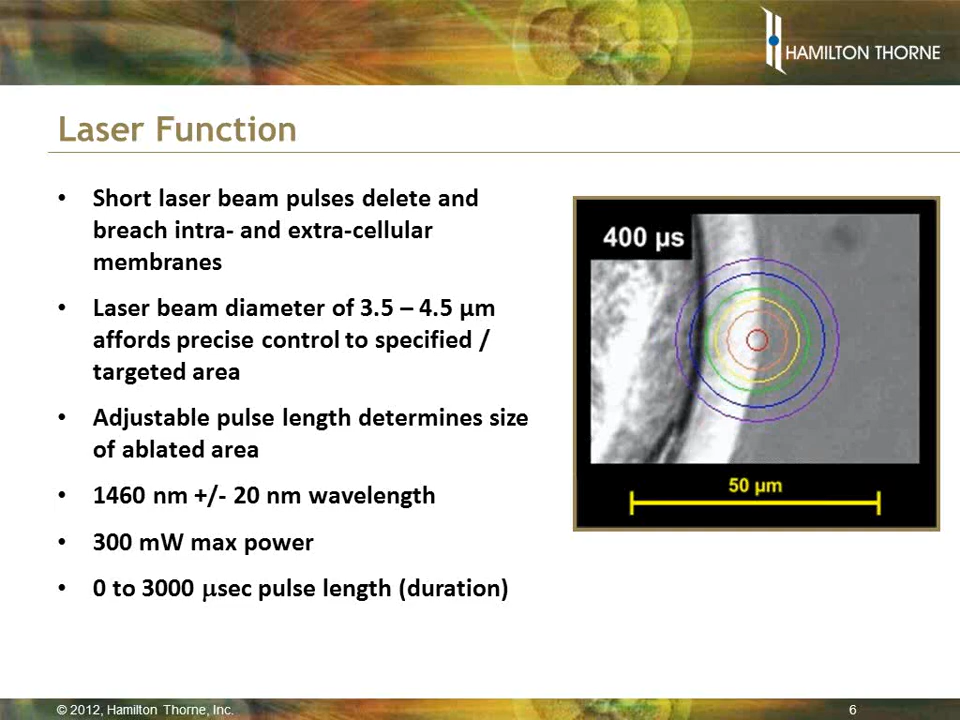 HAMILTON THORNE
Laser Function
• Short laser beam pulses delete and
breach intra- and extra-cellular
membranes
• Laser beam diameter of 3.5 – 4.5 µm
affords precise control to specified /
targeted area
• Adjustable pulse length determines size
of ablated area
• 1460 nm +/- 20 nm wavelength
• 300 mW max power
• 0 to 3000 µsec pulse length (duration)
400 µs
50 µm
© 2012, Hamilton Thorne, Inc.
6